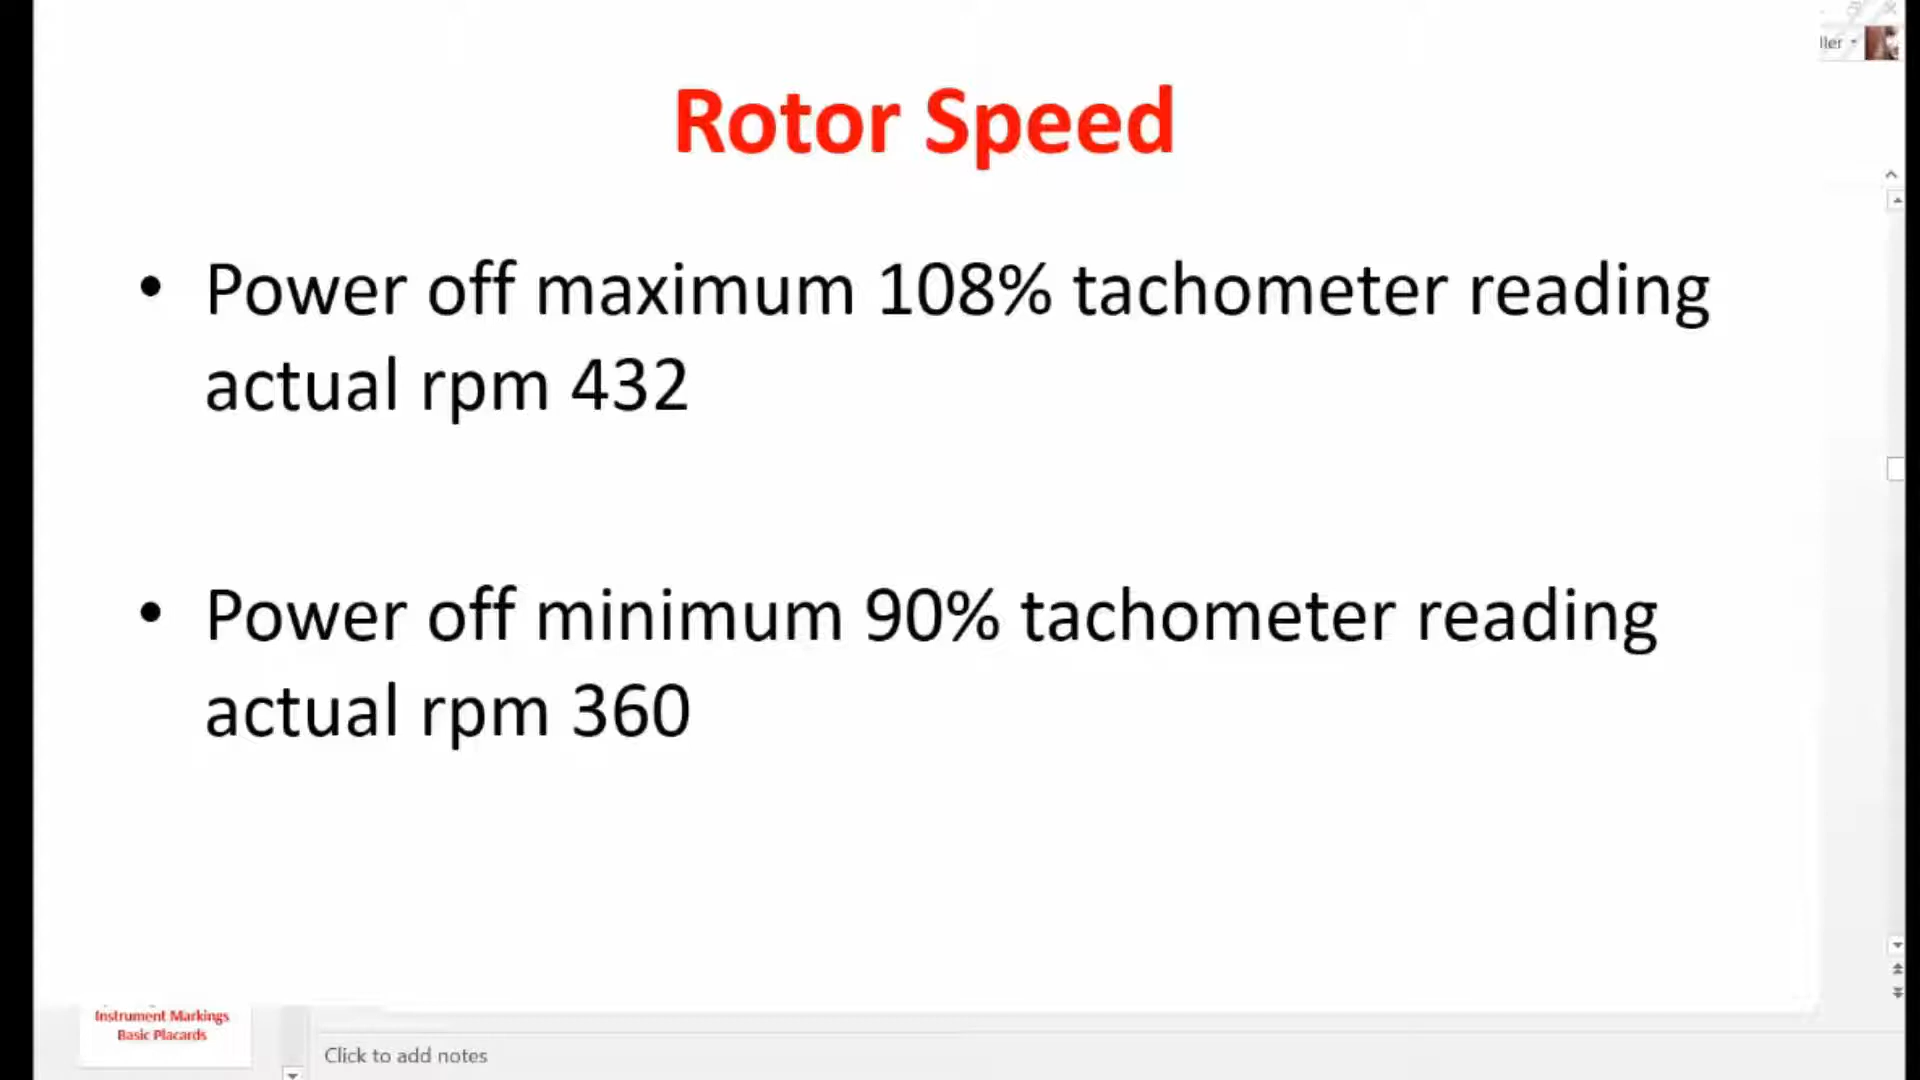 ller
Rotor Speed
• Power off maximum 108% tachometer reading
actual rpm 432
• Power off minimum 90% tachometer reading
actual rpm 360
Instrument Markings
Basic Placards
Click to add notes